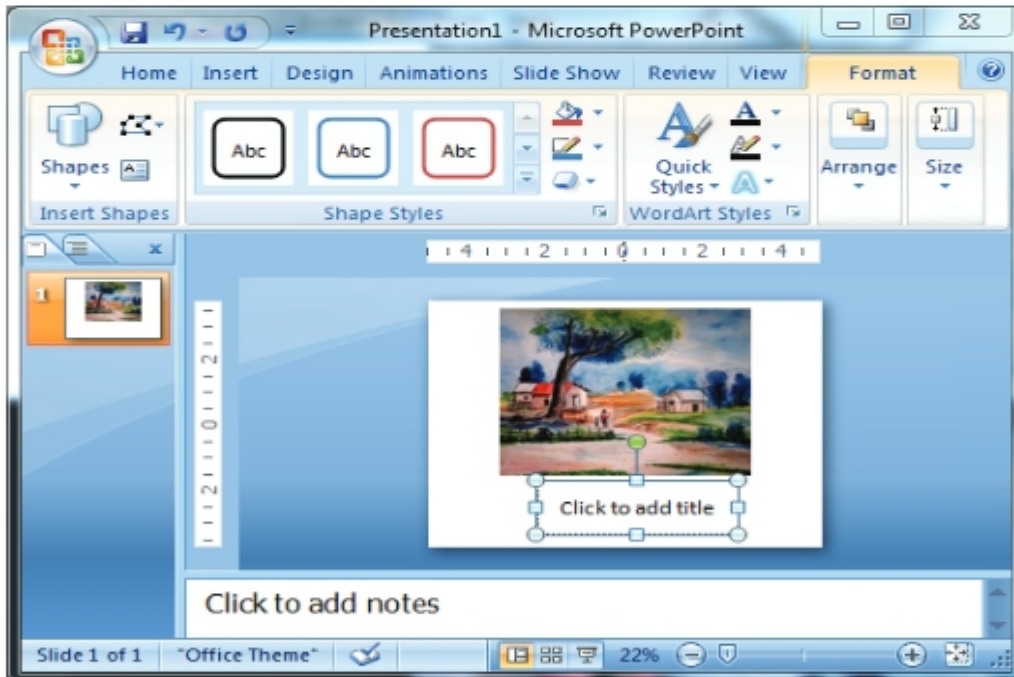 Presentation1 - Microsoft PowerPoint
Home Insert Design Animations Slide Show Review View Format
Abc Abc Abc
Shapes
Quick
Styles
Arrange
Size
Insert Shapes
Shape Styles
WordArt Styles
4 2 0 2 4
1
2
0
2
Click to add title
Click to add notes
Slide 1 of 1 "Office Theme" 22%